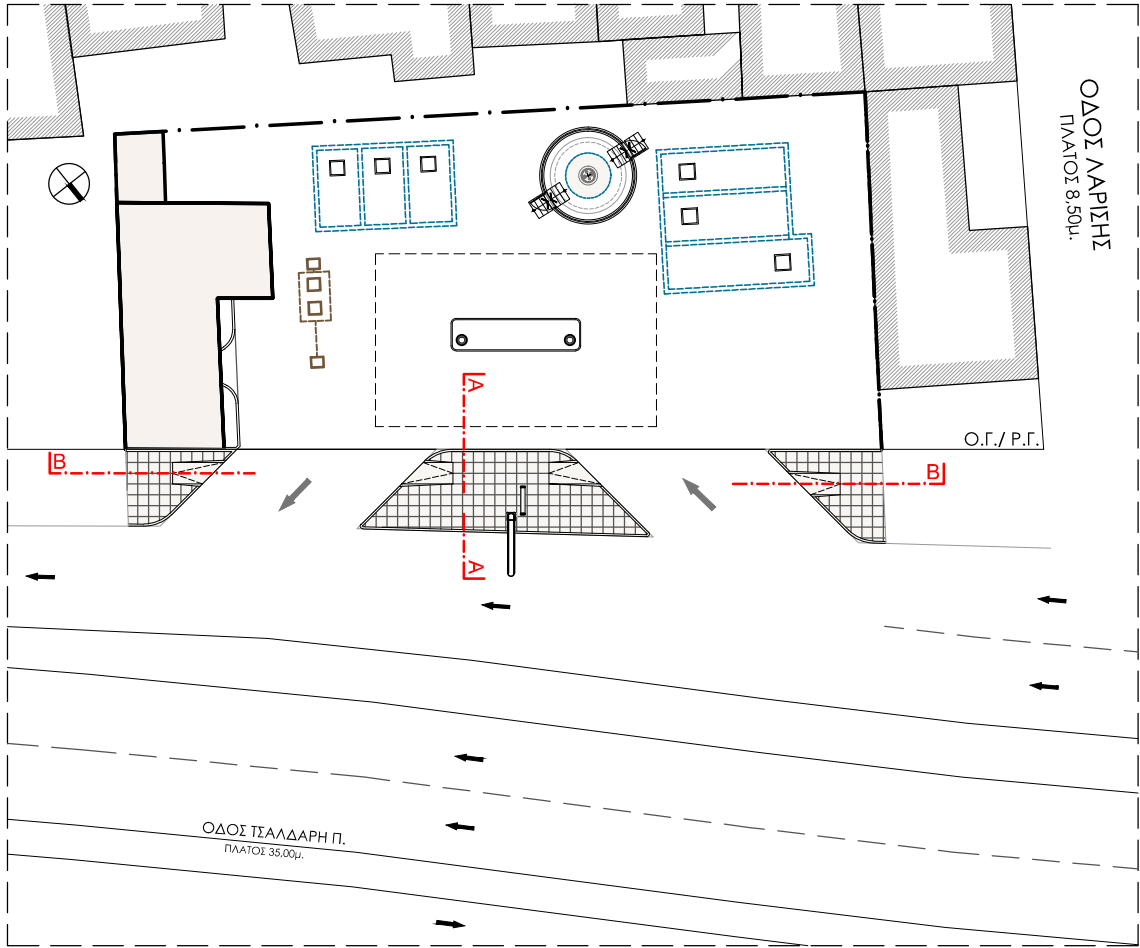 ΟΔΟΣ ΛΑΡΙΣΗΣ
ΠΛΑΤΟΣ 8,50μ.
A
Ο.Γ./ Ρ.Γ.
B
B
A
ΟΔΟΣ ΤΣΑΛΔΑΡΗ Π.
ΠΛΑΤΟΣ 35,00μ.